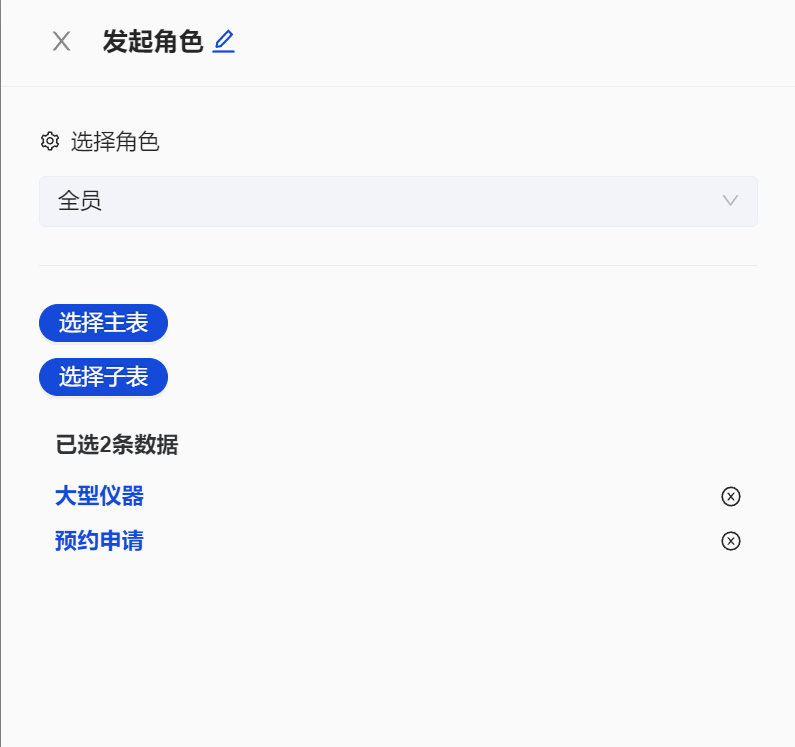 发起角色
选择角色
全员
选择主表
选择子表
已选2条数据
大型仪器
预约申请